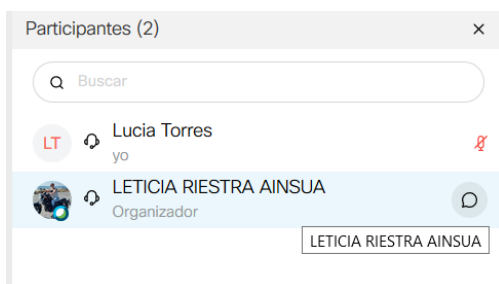 Participantes (2)
Buscar
LT
Lucia Torres
yo
LETICIA RIESTRA AINSUA
Organizador
LETICIA RIESTRA AINSUA